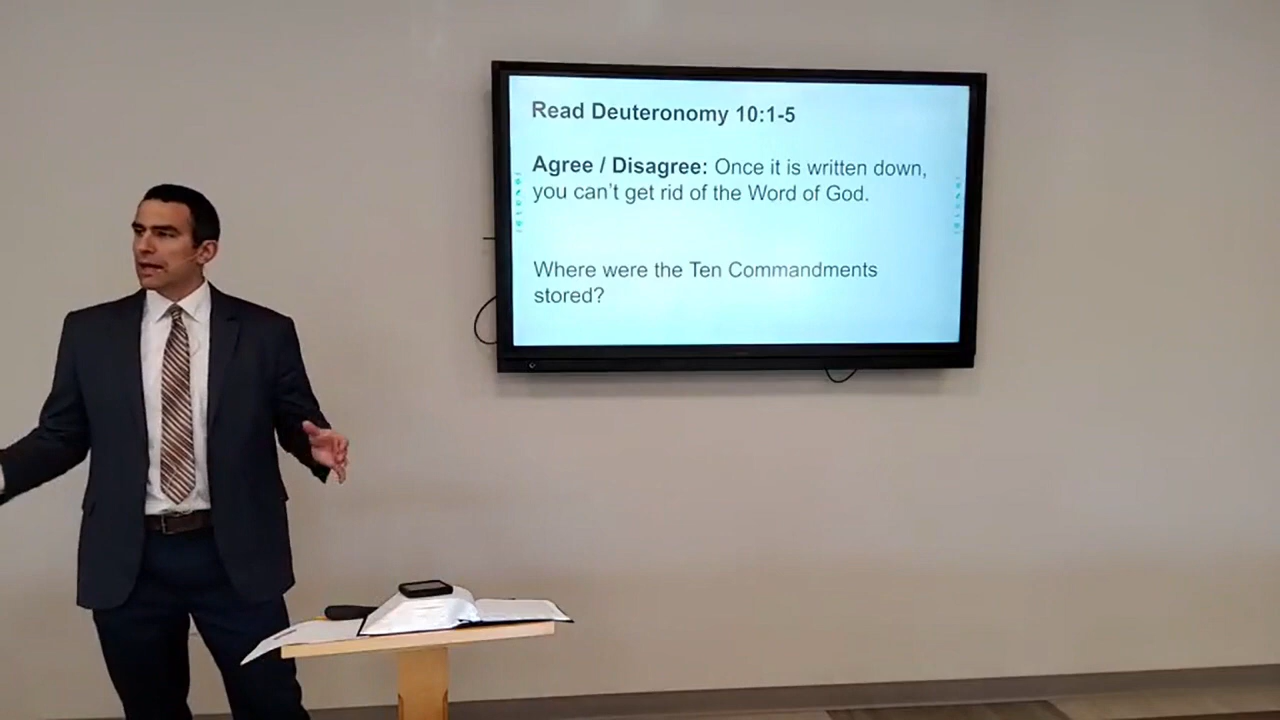 Read Deuteronomy 10:1-5
Agree / Disagree: Once it is written down,
you can't get rid of the Word of God.
Where were the Ten Commandments
stored?